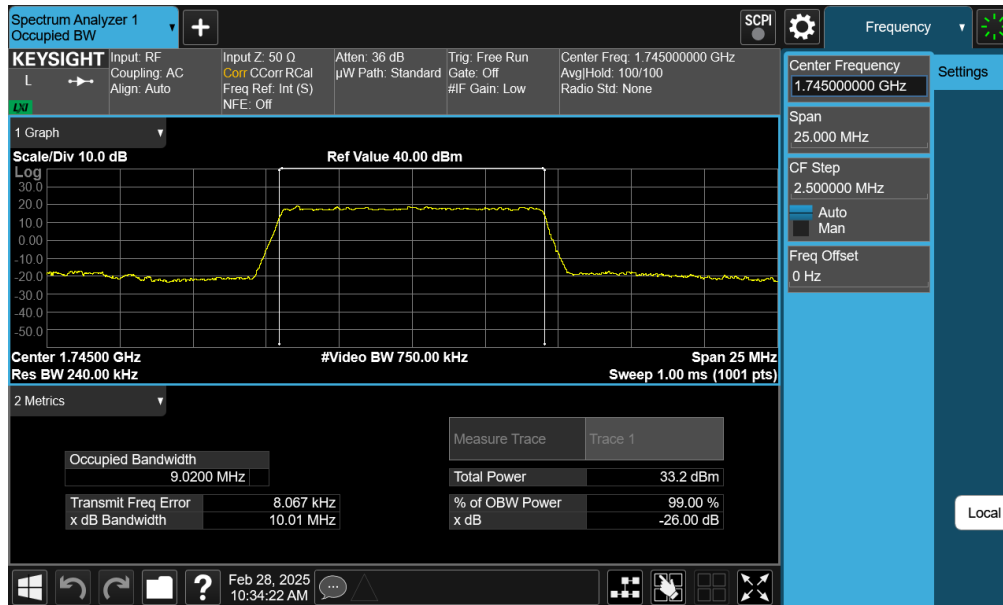 Spectrum Analyzer 1
Occupied BW
+
SCPI
Frequency
KEYSIGHT
L
LXI
Input: RF
Coupling: AC
Align: Auto
Input Z: 50 Ω
Corr CCorr RCal
Freq Ref: Int (S)
NFE: Off
Atten: 36 dB
µW Path: Standard
Trig: Free Run
Gate: Off
#IF Gain: Low
Center Freq: 1.745000000 GHz
Avg|Hold: 100/100
Radio Std: None
Center Frequency
1.745000000 GHz
Settings
Span
25.000 MHz
CF Step
2.500000 MHz
Auto
Man
Freq Offset
0 Hz
Local
1 Graph
Scale/Div 10.0 dB
Ref Value 40.00 dBm
Log
30.0
20.0
10.0
0.00
-10.0
-20.0
-30.0
-40.0
-50.0
Center 1.74500 GHz
#Video BW 750.00 kHz
Span 25 MHz
Res BW 240.00 kHz
Sweep 1.00 ms (1001 pts)
2 Metrics
Measure Trace
Trace 1
Occupied Bandwidth
9.0200 MHz
Total Power
33.2 dBm
Transmit Freq Error
8.067 kHz
% of OBW Power
99.00 %
x dB Bandwidth
10.01 MHz
x dB
-26.00 dB
?
Feb 28, 2025
10:34:22 AM